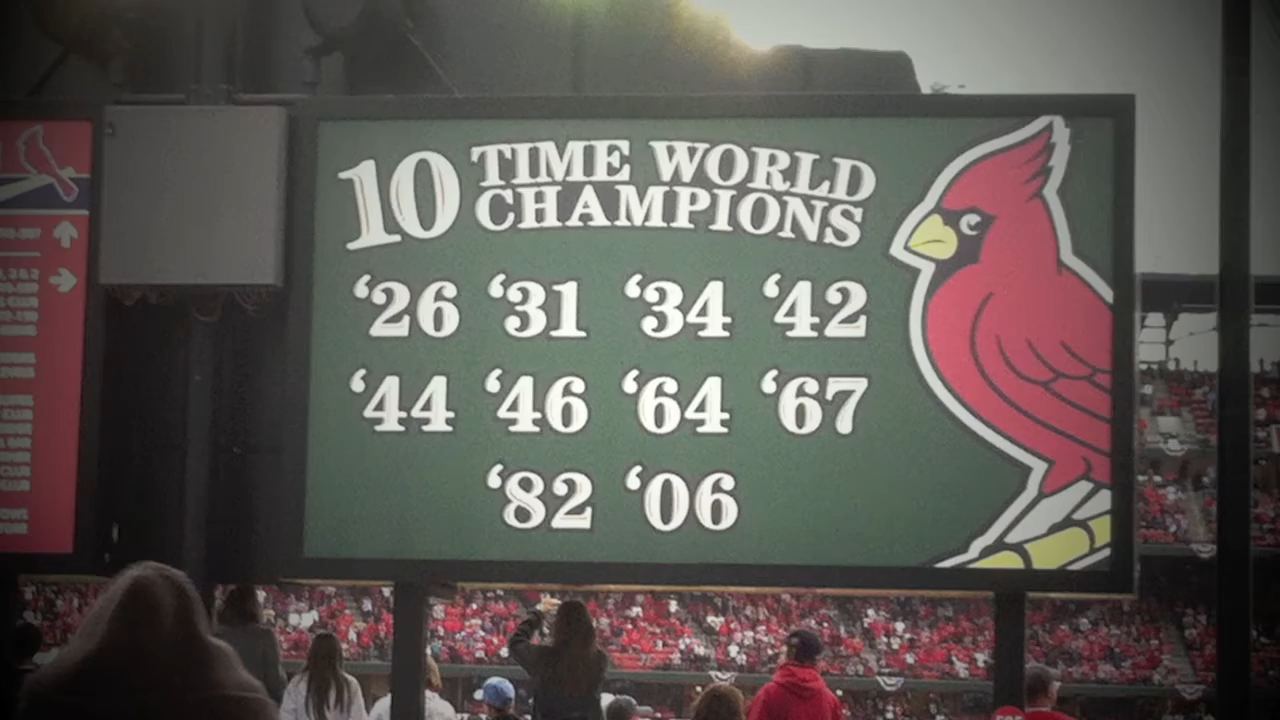 10 TIME WORLD
CHAMPIONS
‘26 ‘31 ‘34 ‘42
‘44 ‘46 ‘64 ‘67
‘82 ‘06